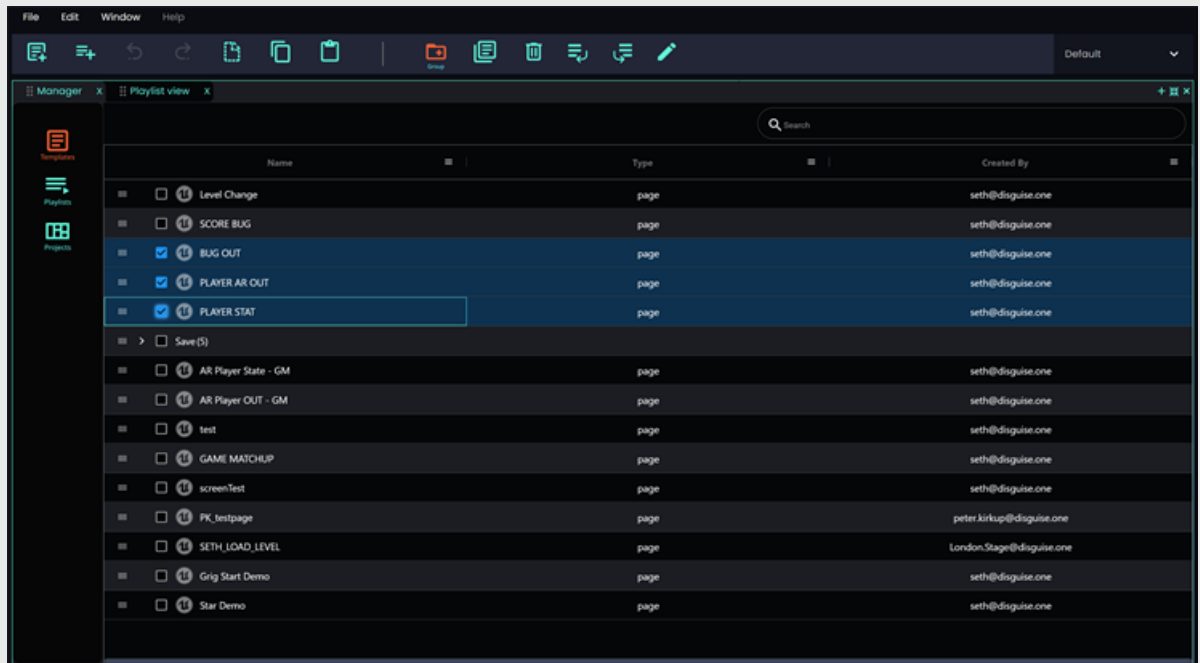 File Edit Window Help
Group
Default
Manager X Playlist view X
Search
Templates
Playlists
Projects
Name Type Created By
Level Change page seth@disguise.one
SCORE BUG page seth@disguise.one
BUG OUT page seth@disguise.one
PLAYER AR OUT page seth@disguise.one
PLAYER STAT page seth@disguise.one
Save (5)
AR Player State - GM page seth@disguise.one
AR Player OUT - GM page seth@disguise.one
test page seth@disguise.one
GAME MATCHUP page seth@disguise.one
screenTest page seth@disguise.one
PK_testpage page peter.kirkup@disguise.one
SETH_LOAD_LEVEL page London.Stage@disguise.one
Grig Start Demo page seth@disguise.one
Star Demo page seth@disguise.one